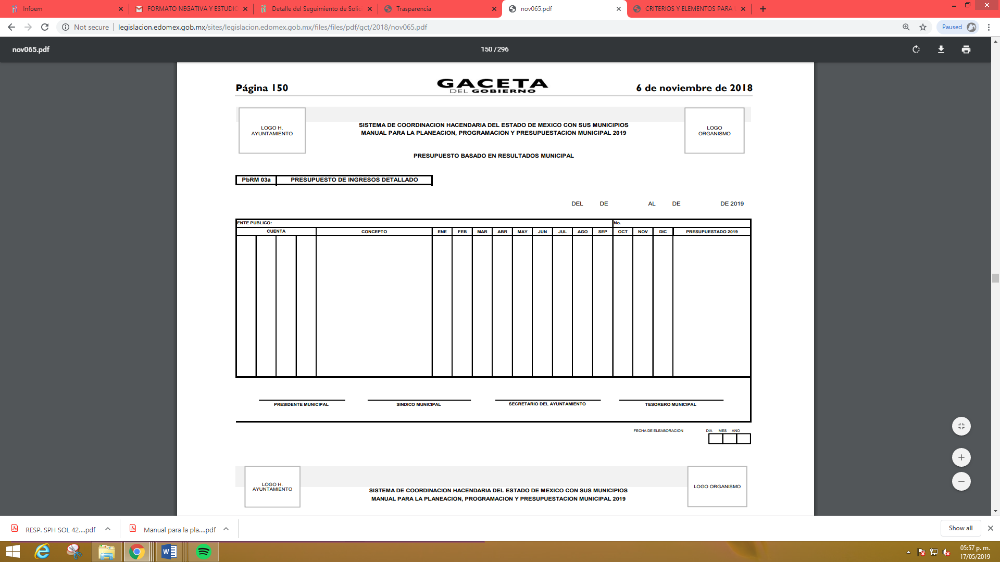 Infoem
FORMATO NEGATIVA Y ESTUDIO
Detalle del Seguimiento de Solici
Trasparencia
nov065.pdf
CRITERIOS Y ELEMENTOS PARA
Not secure
legislacion.edomex.gob.mx/sites/legislacion.edomex.gob.mx/files/files/pdf/gct/2018/nov065.pdf
Paused
nov065.pdf
150 / 296
Página 150
GACETA
DEL GOBIERNO
6 de noviembre de 2018
LOGO H.
AYUNTAMIENTO
SISTEMA DE COORDINACION HACENDARIA DEL ESTADO DE MEXICO CON SUS MUNICIPIOS
MANUAL PARA LA PLANEACION, PROGRAMACION Y PRESUPUESTACION MUNICIPAL 2019
LOGO
ORGANISMO
PRESUPUESTO BASADO EN RESULTADOS MUNICIPAL
PbRM 03a PRESUPUESTO DE INGRESOS DETALLADO
DEL DE AL DE DE 2019
ENTE PUBLICO: No.
CUENTA CONCEPTO ENE FEB MAR ABR MAY JUN JUL AGO SEP OCT NOV DIC PRESUPUESTADO 2019
PRESIDENTE MUNICIPAL SINDICO MUNICIPAL SECRETARIO DEL AYUNTAMIENTO TESORERO MUNICIPAL
FECHA DE ELEABORACIÓN DIA MES AÑO
LOGO H.
AYUNTAMIENTO
SISTEMA DE COORDINACION HACENDARIA DEL ESTADO DE MEXICO CON SUS MUNICIPIOS
MANUAL PARA LA PLANEACION, PROGRAMACION Y PRESUPUESTACION MUNICIPAL 2019
LOGO ORGANISMO
RESP. SPH SOL 42....pdf
Manual para la pla....pdf
Show all
05:57 p. m.
17/05/2019